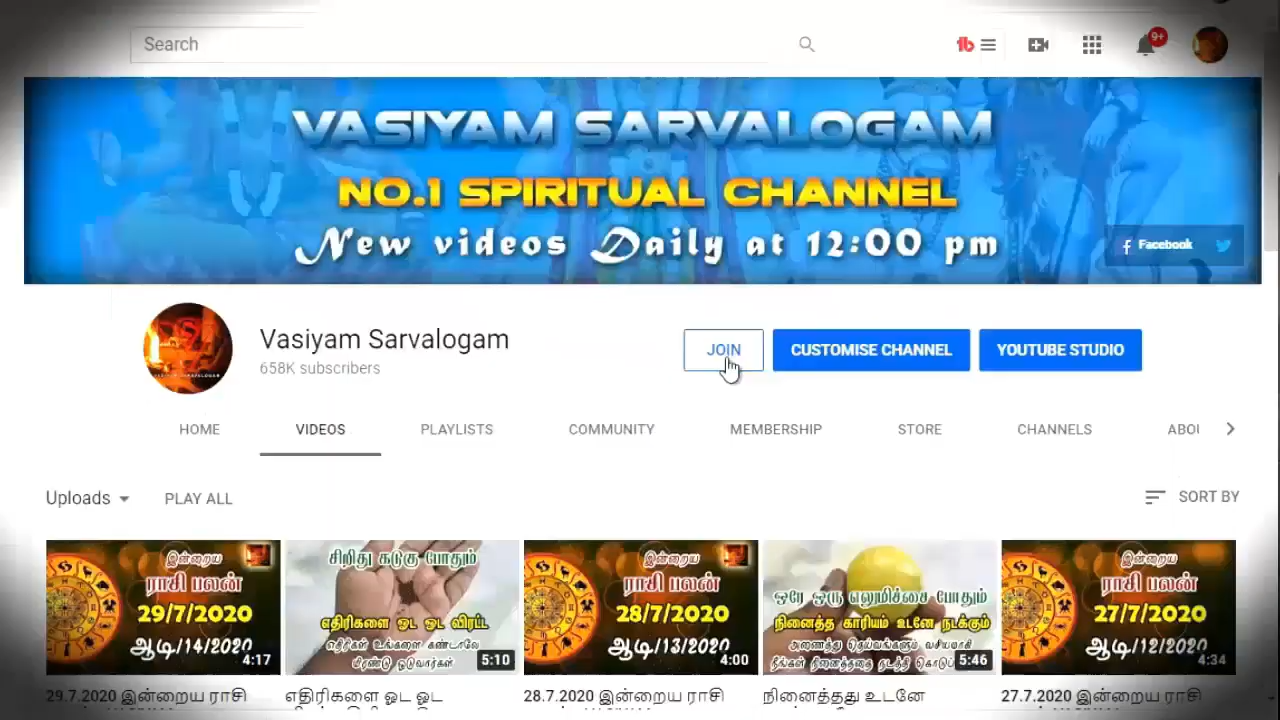 Search
9+
VASIYAM SARVALOGAM
NO.1 SPIRITUAL CHANNEL
New videos Daily at 12:00 pm
Facebook
Vasiyam Sarvalogam
658K subscribers
JOIN
CUSTOMISE CHANNEL
YOUTUBE STUDIO
HOME
VIDEOS
PLAYLISTS
COMMUNITY
MEMBERSHIP
STORE
CHANNELS
ABOU
Uploads
PLAY ALL
SORT BY
இன்றைய
ராசி பலன்
29/7/2020
ஆடி/14/2020
4:17
சிறிது கடுகு போதும்
எதிரிகளை ஓட ஓட விரட்ட
எதிரிகள் உங்களை கண்டாலே
மிரண்டு ஓடுவார்கள்
5:10
இன்றைய
ராசி பலன்
28/7/2020
ஆடி/13/2020
4:00
ஒரே ஒரு எலுமிச்சை போதும்
நினைத்த காரியம் உடனே நடக்கும்
அனைத்து தெய்வங்களும் வசியமாகி
நீங்கள் நினைத்ததை நடத்தி
5:46
இன்றைய
ராசி பலன்
27/7/2020
ஆடி/12/2020
4:34
29.7.2020 இன்றைய ராசி
எதிரிகளை ஓட ஓட
28.7.2020 இன்றைய ராசி
நினைத்தது உடனே
27.7.2020 இன்றைய ராசி